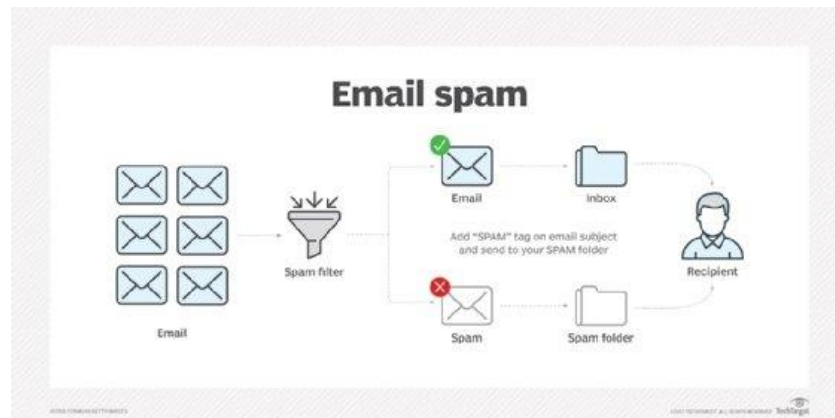 Email spam
Email
Spam filter
Email
Inbox
Add "SPAM" tag on email subject
and send to your SPAM folder
Spam
Spam folder
Recipient
TechTarget